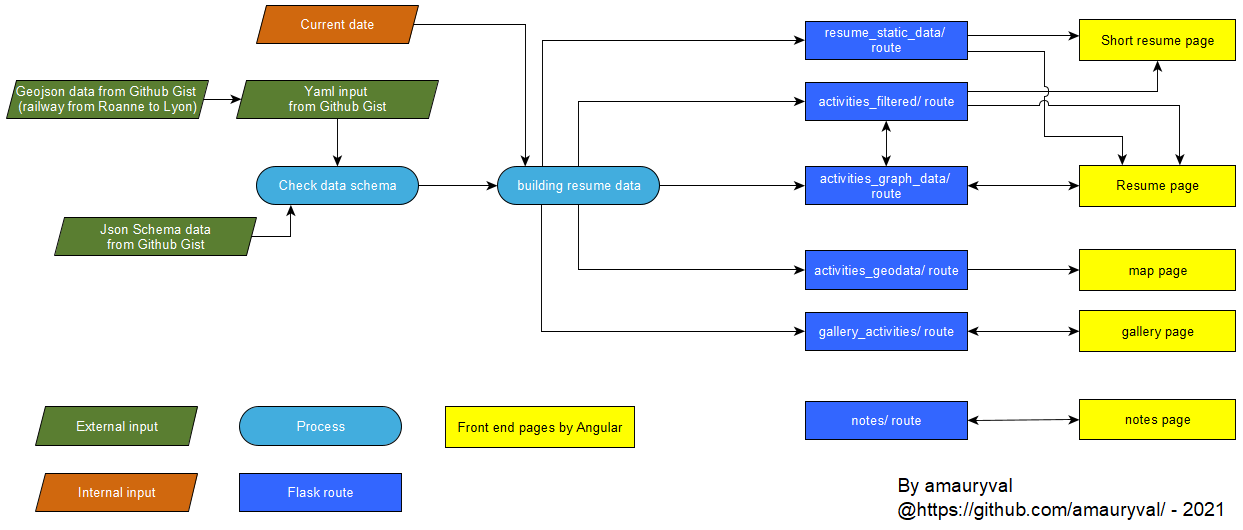 Current date
resume_static_data/
route
Short resume page
Geojson data from Github Gist
(railway from Roanne to Lyon)
Yaml input
from Github Gist
activities_filtered/ route
Check data schema
building resume data
activities_graph_data/
route
Resume page
Json Schema data
from Github Gist
activities_geodata/ route
map page
gallery_activities/ route
gallery page
External input
Process
Front end pages by Angular
notes/ route
notes page
Internal input
Flask route
By amauryval
@https://github.com/amauryval/ - 2021